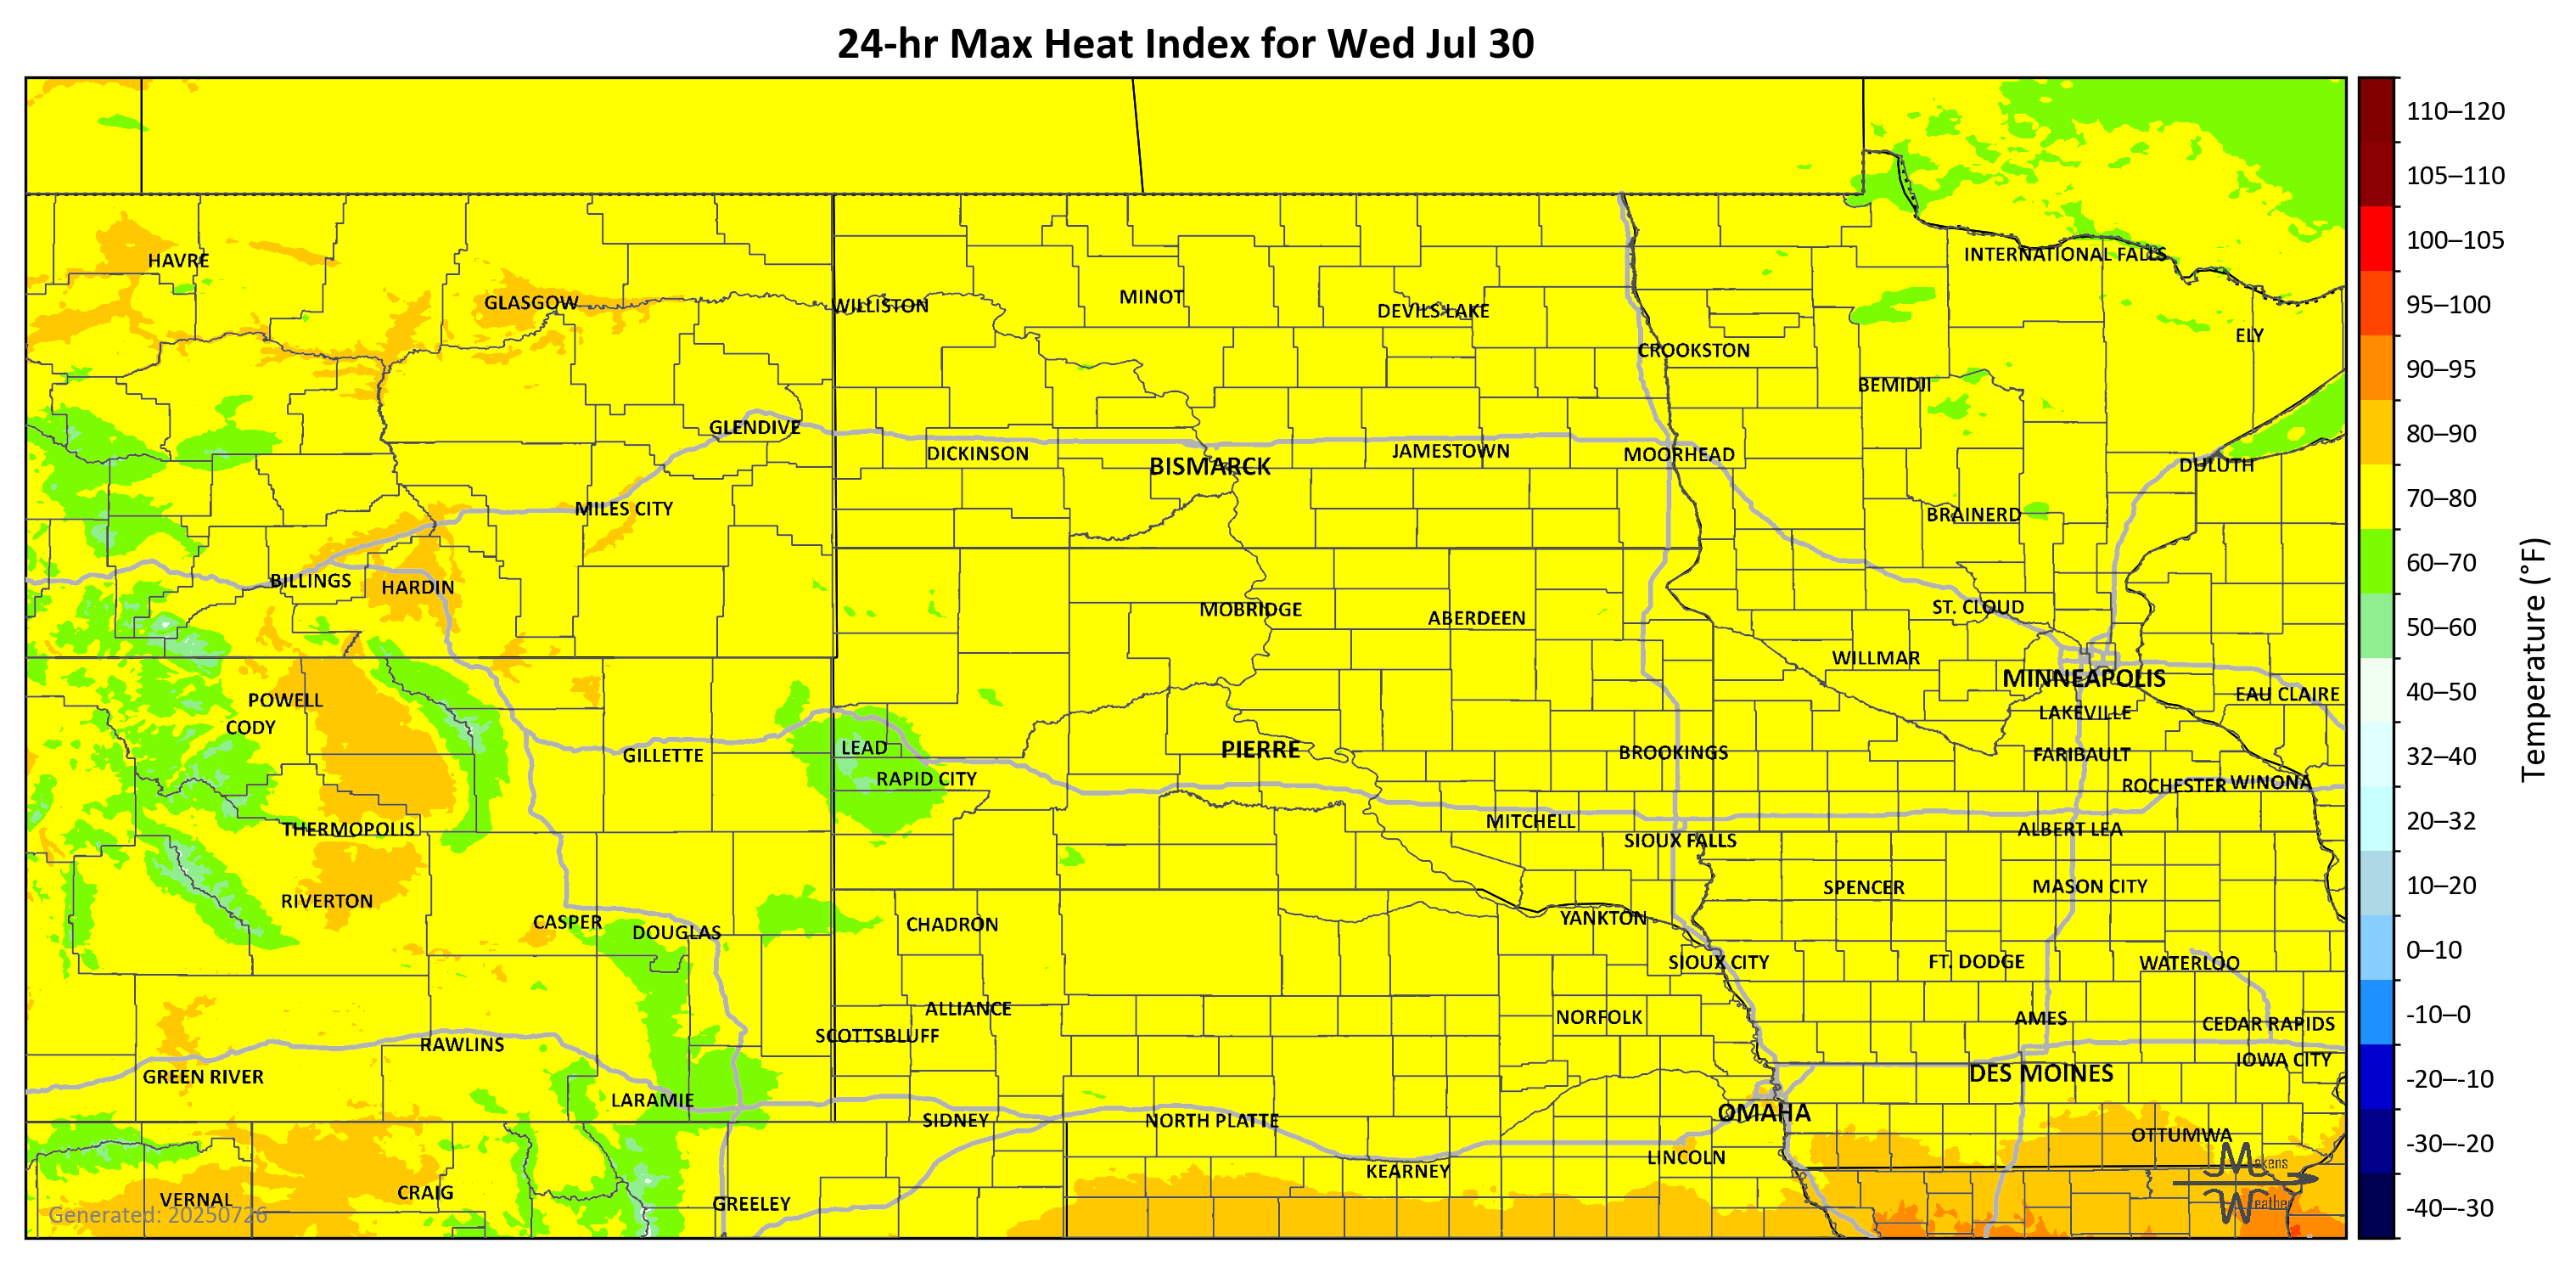 24-hr Max Heat Index for Wed Jul 30
110–120
105–110
100–105
95–100
90–95
80–90
70–80
60–70
50–60
40–50
32–40
20–32
10–20
0–10
-10–0
-20–-10
-30–-20
-40–-30
Temperature (°F)
HAVRE
GLASGOW
WILLISTON
MINOT
DEVILS LAKE
INTERNATIONAL FALLS
ELY
CROOKSTON
BEMIDJI
GLENDIVE
DICKINSON
BISMARCK
JAMESTOWN
MOORHEAD
DULUTH
MILES CITY
BRAINERD
BILLINGS
HARDIN
MOBRIDGE
ABERDEEN
ST. CLOUD
WILLMAR
MINNEAPOLIS
EAU CLAIRE
POWELL
CODY
LAKEVILLE
GILLETTE
LEAD
PIERRE
BROOKINGS
FARIBAULT
RAPID CITY
ROCHESTER
WINONA
THERMOPOLIS
MITCHELL
SIOUX FALLS
ALBERT LEA
RIVERTON
SPENCER
MASON CITY
CASPER
DOUGLAS
CHADRON
YANKTON
SIOUX CITY
FT. DODGE
WATERLOO
ALLIANCE
NORFOLK
AMES
CEDAR RAPIDS
SCOTTSBLUFF
RAWLINS
IOWA CITY
GREEN RIVER
DES MOINES
LARAMIE
SIDNEY
NORTH PLATTE
OMAHA
OTTUMWA
LINCOLN
KEARNEY
VERNAL
CRAIG
GREELEY
Makens
Weather
Generated: 20250726